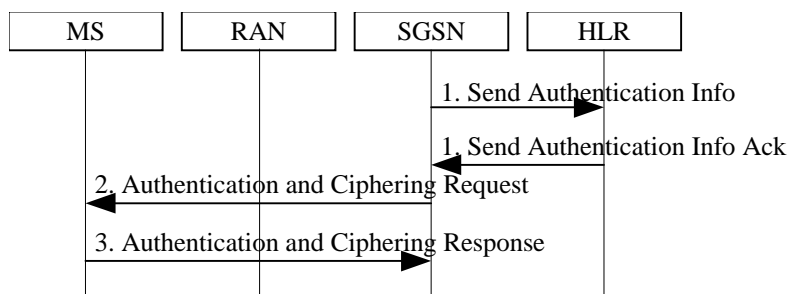 MS RAN SGSN HLR
1. Send Authentication Info
1. Send Authentication Info Ack
2. Authentication and Ciphering Request
3. Authentication and Ciphering Response